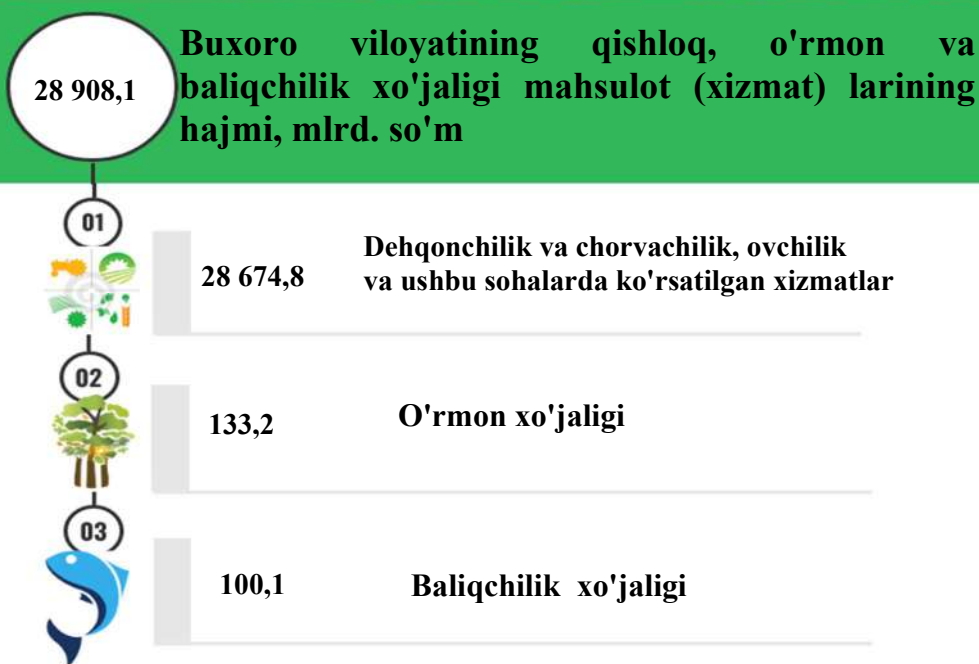 28 908,1
Buxoro viloyatining qishloq, o'rmon va
baliqchilik xo'jaligi mahsulot (xizmat) larining
hajmi, mlrd. so'm
01
28 674,8
Dehqonchilik va chorvachilik, ovchilik
va ushbu sohalarda ko'rsatilgan xizmatlar
02
133,2
O'rmon xo'jaligi
03
100,1
Baliqchilik xo'jaligi